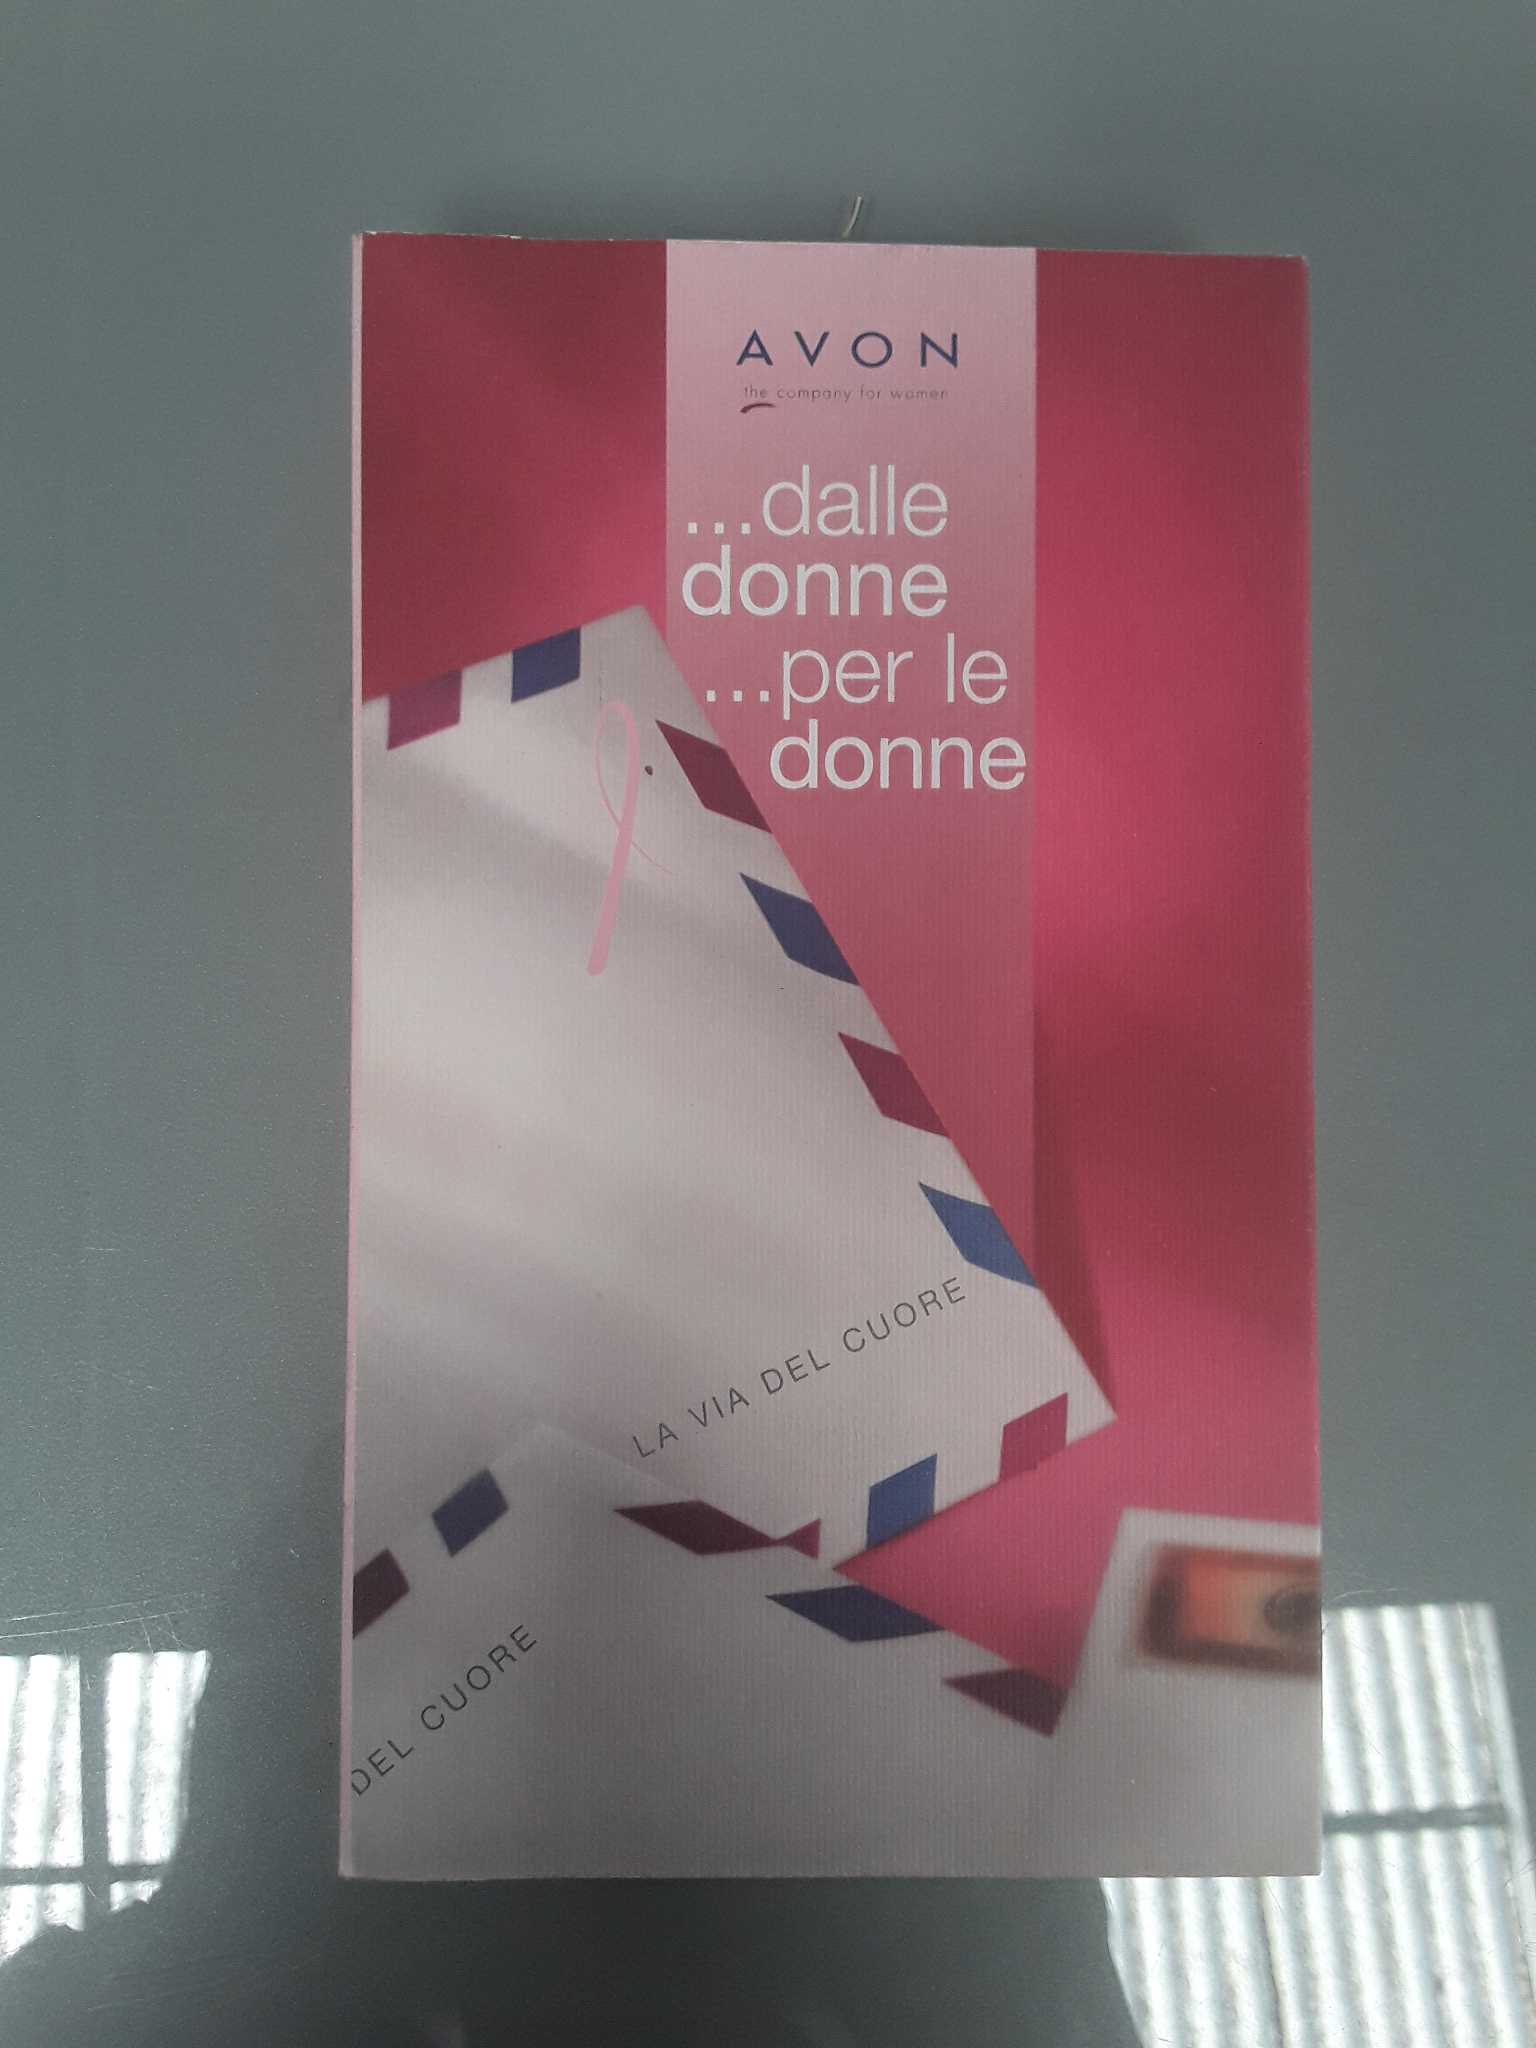 AVON
the company for women
...dalle
donne
...per le
donne
LA VIA DEL CUORE
DEL CUORE